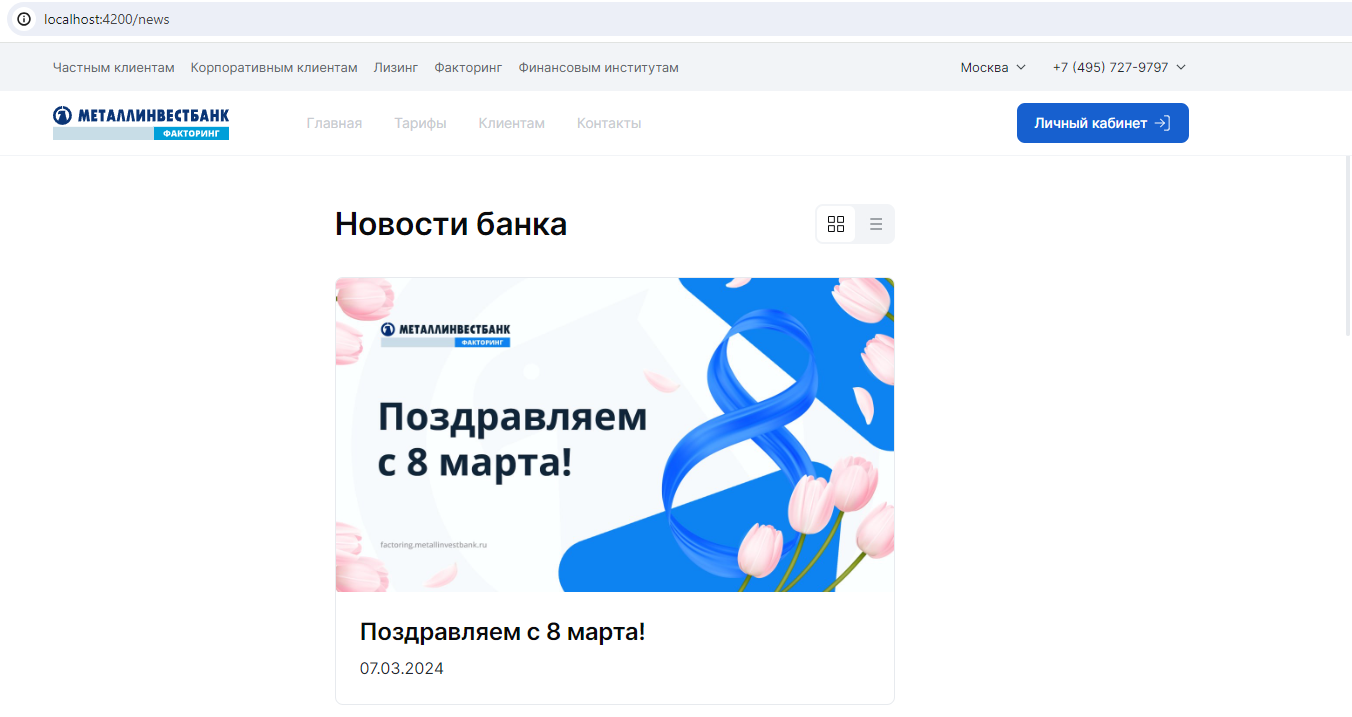 localhost:4200/news
Частным клиентам Корпоративным клиентам Лизинг Факторинг Финансовым институтам Москва +7 (495) 727-9797
МЕТАЛЛИНВЕСТБАНК
ФАКТОРИНГ
Главная Тарифы Клиентам Контакты Личный кабинет
Новости банка
МЕТАЛЛИНВЕСТБАНК
ФАКТОРИНГ
Поздравляем
с 8 марта!
factoring.metallinvestbank.ru
Поздравляем с 8 марта!
07.03.2024